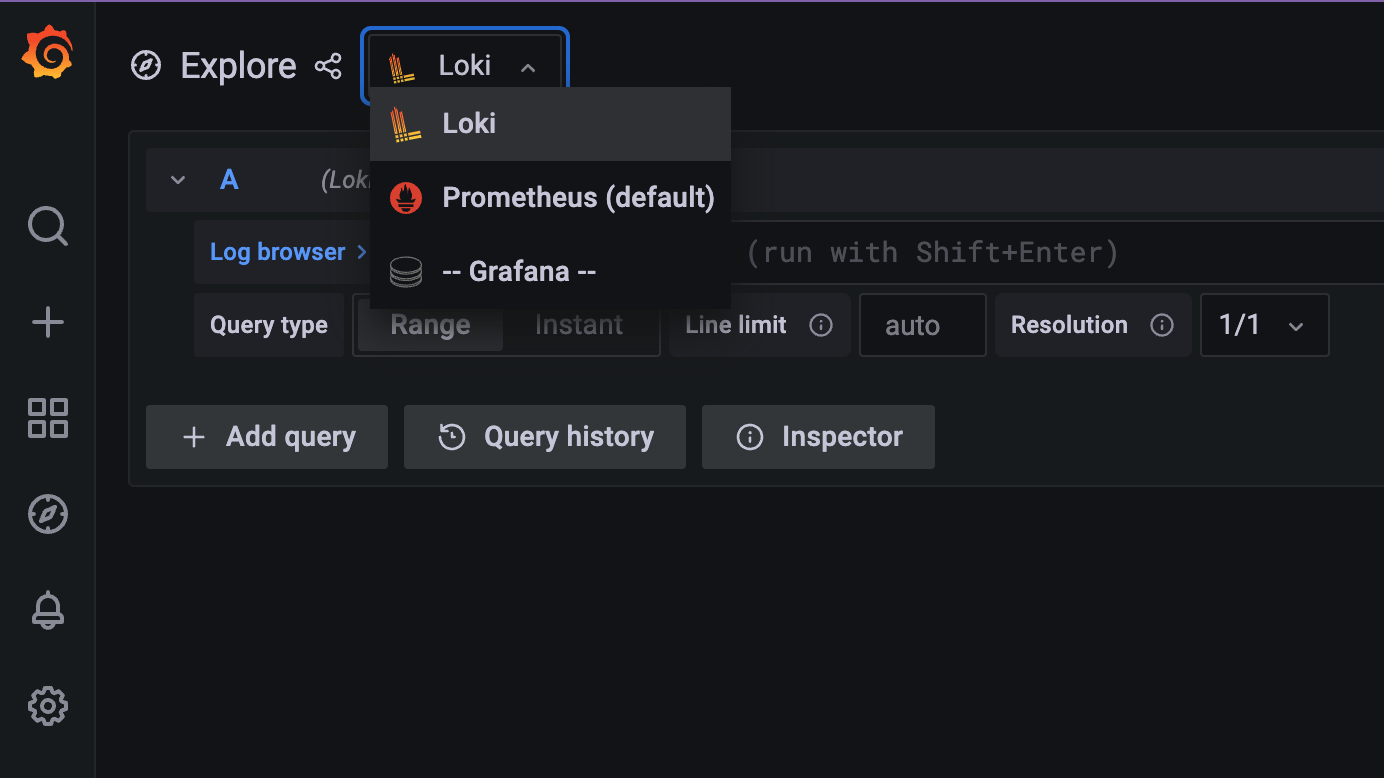 Explore Loki
Loki
A (Loki
Prometheus (default)
Log browser (run with Shift+Enter)
-- Grafana --
Query type Range Instant Line limit auto Resolution 1/1
Add query Query history Inspector